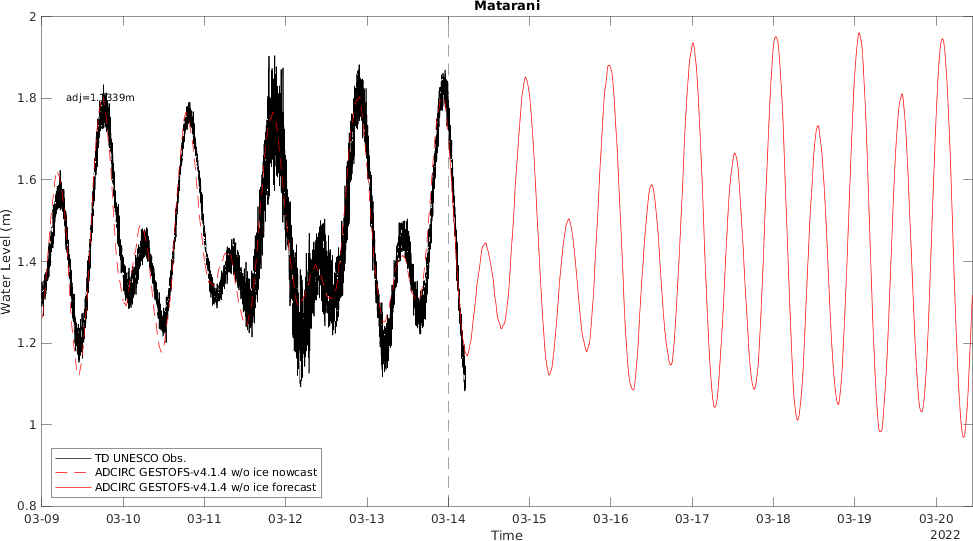 Matarani
Water Level (m)
2
1.8
1.6
1.4
1.2
1
0.8
TD UNESCO Obs.
ADCIRC GESTOFS-v4.1.4 w/o ice nowcast
ADCIRC GESTOFS-v4.1.4 w/o ice forecast
03-09 03-10 03-11 03-12 03-13 03-14 03-15 03-16 03-17 03-18 03-19 03-20
Time
2022